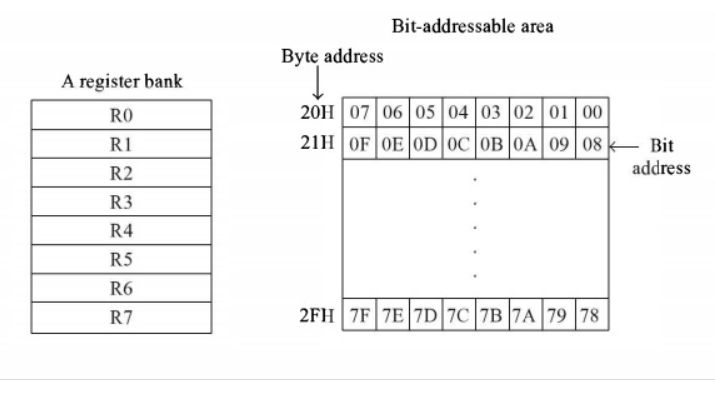 Bit-addressable area
Byte address
A register bank
R0
R1
R2
R3
R4
R5
R6
R7
20H 07 06 05 04 03 02 01 00
21H 0F 0E 0D 0C 0B 0A 09 08
Bit
address
2FH 7F 7E 7D 7C 7B 7A 79 78